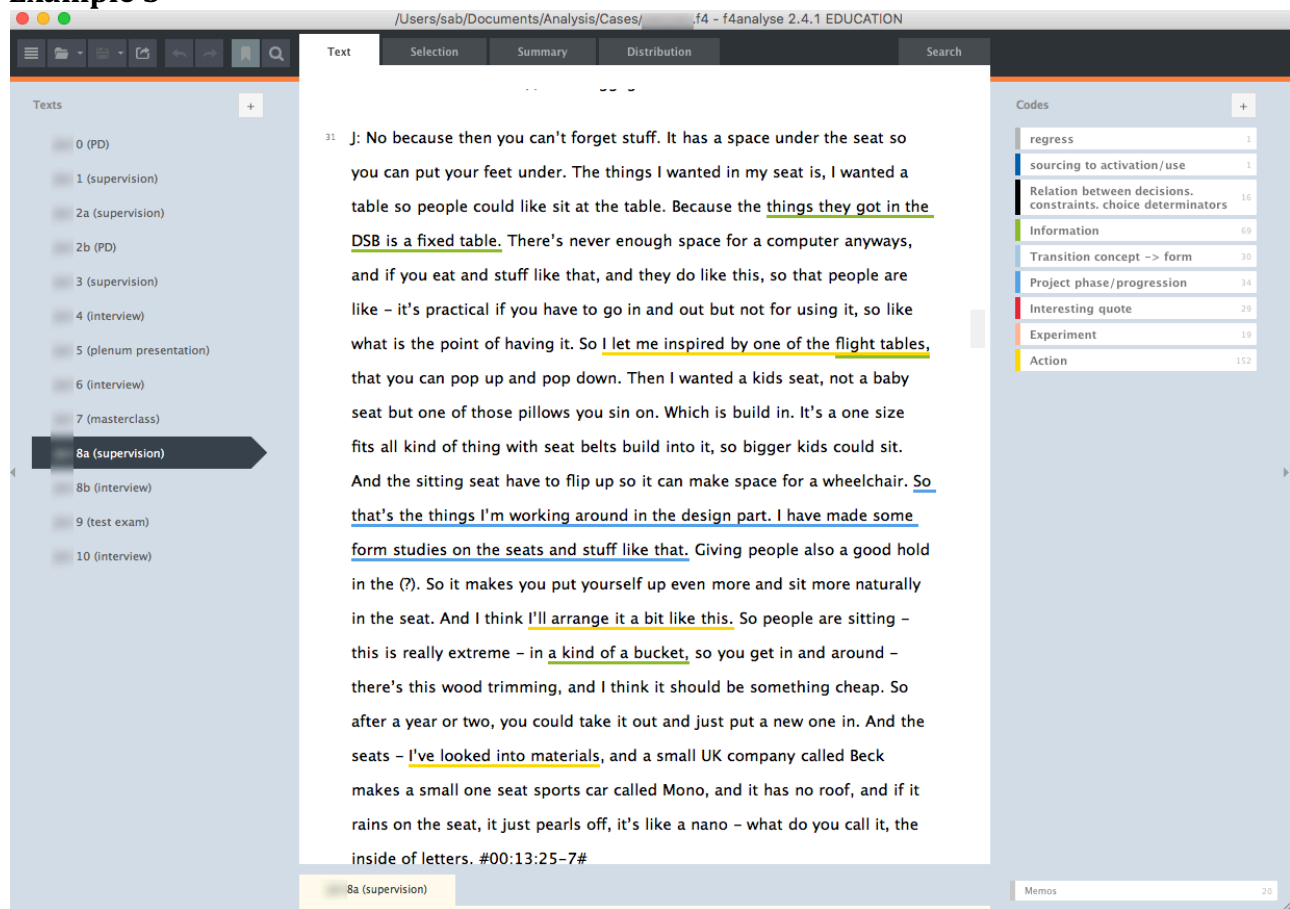 Example 3
/Users/sab/Documents/Analysis/Cases/ .f4 - f4analyse 2.4.1 EDUCATION
Text Selection Summary Distribution Search
Texts +
0 (PD)
1 (supervision)
2a (supervision)
2b (PD)
3 (supervision)
4 (interview)
5 (plenum presentation)
6 (interview)
7 (masterclass)
8a (supervision)
8b (interview)
9 (test exam)
10 (interview)
31 J: No because then you can't forget stuff. It has a space under the seat so
you can put your feet under. The things I wanted in my seat is, I wanted a
table so people could like sit at the table. Because the things they got in the
DSB is a fixed table. There's never enough space for a computer anyways,
and if you eat and stuff like that, and they do like this, so that people are
like – it's practical if you have to go in and out but not for using it, so like
what is the point of having it. So I let me inspired by one of the flight tables,
that you can pop up and pop down. Then I wanted a kids seat, not a baby
seat but one of those pillows you sin on. Which is build in. It's a one size
fits all kind of thing with seat belts build into it, so bigger kids could sit.
And the sitting seat have to flip up so it can make space for a wheelchair. So
that's the things I'm working around in the design part. I have made some
form studies on the seats and stuff like that. Giving people also a good hold
in the (?). So it makes you put yourself up even more and sit more naturally
in the seat. And I think I'll arrange it a bit like this. So people are sitting –
this is really extreme – in a kind of a bucket, so you get in and around –
there's this wood trimming, and I think it should be something cheap. So
after a year or two, you could take it out and just put a new one in. And the
seats – I've looked into materials, and a small UK company called Beck
makes a small one seat sports car called Mono, and it has no roof, and if it
rains on the seat, it just pearls off, it's like a nano – what do you call it, the
inside of letters. #00:13:25-7#
8a (supervision)
Codes +
regress 1
sourcing to activation/use 1
Relation between decisions.
constraints. choice determinators 16
Information 69
Transition concept -> form 30
Project phase/progression 34
Interesting quote 29
Experiment 19
Action 152
Memos 20